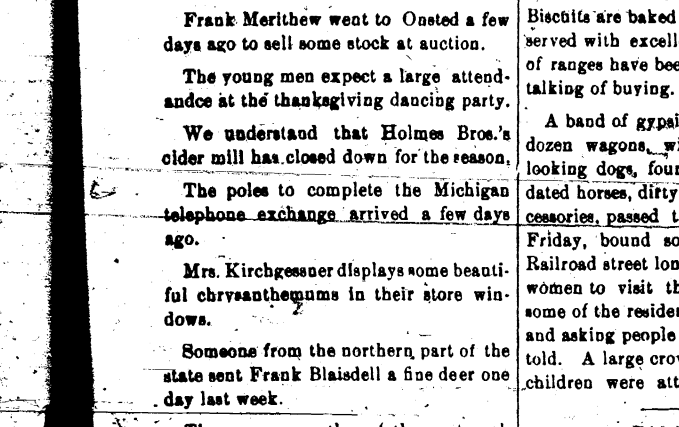 Frank Merithew went to Onsted a few
days ago to sell some stock at auction.
The young men expect a large attend-
andce at the thanksgiving dancing party.
We understand that Holmes Bros.'s
cider mill has closed down for the season.
The poles to complete the Michigan
telephone exchange arrived a few days
ago.
Mrs. Kirchgessner displays some beauti-
ful chrysanthemums in their store win-
dows.
Someone from the northern part of the
state sent Frank Blaisdell a fine deer one
day last week.
Biscuits are baked
served with excell
of ranges have bee
talking of buying.
A band of gypsi
dozen wagons, wi
looking dogs, four
dated horses, dirty
cessories, passed t
Friday, bound so
Railroad street lon
women to visit th
some of the reside
and asking people
told. A large crow
children were att